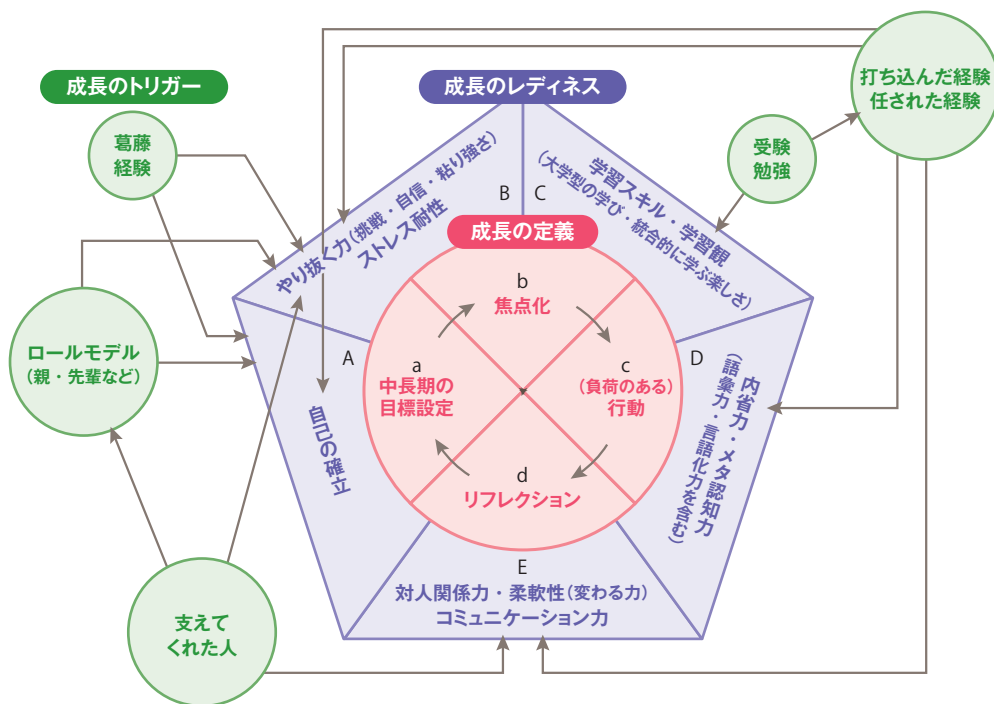 成長のトリガー
成長のレディネス
打ち込んだ経験
任された経験
葛藤
経験
受験
勉強
やり抜く力(挑戦・自信・粘り強さ)
ストレス耐性
B
C
学習スキル・学習観
(大学型の学び・統合的に学ぶ楽しさ)
成長の定義
b
焦点化
A
a
中長期の
目標設定
c
(負荷のある)
行動
D
内省力・メタ認知力
(語彙力・言語化力を含む)
ロールモデル
(親・先輩など)
自己の確立
d
リフレクション
E
対人関係力・柔軟性(変わる力)
コミュニケーション力
支えて
くれた人